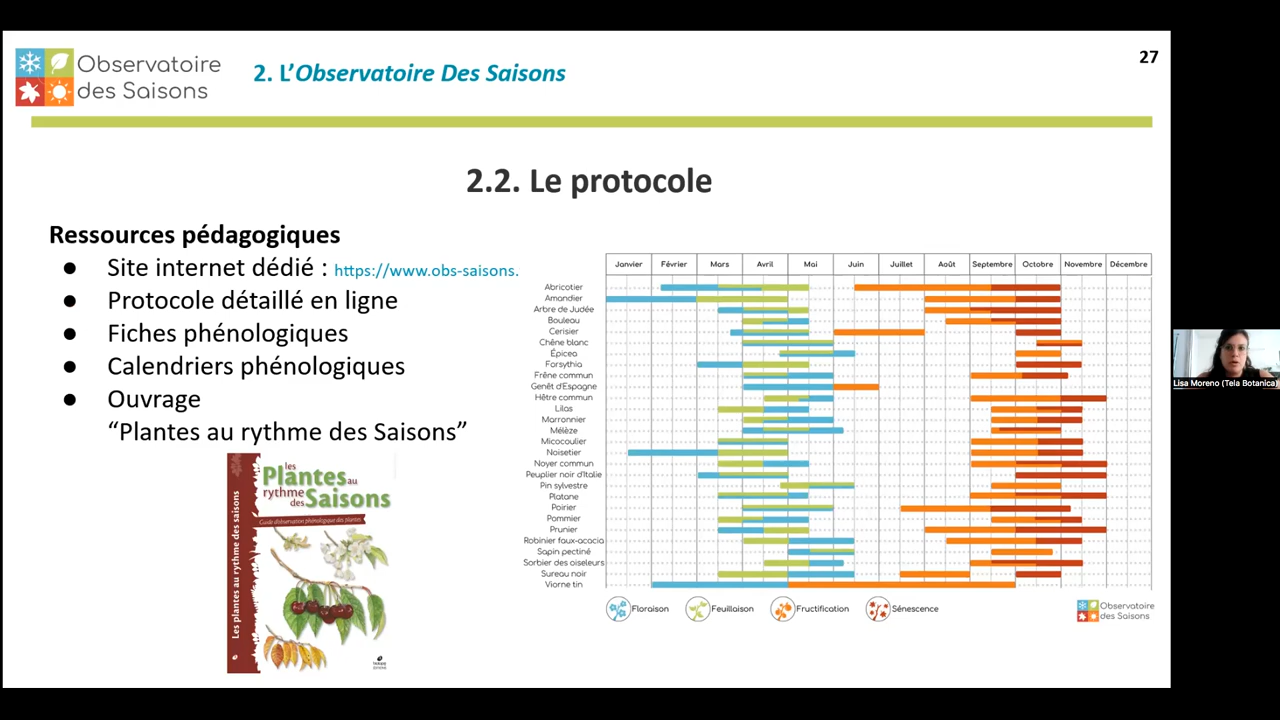 Observatoire
des Saisons
2. L’Observatoire Des Saisons
27
2.2. Le protocole
Ressources pédagogiques
● Site internet dédié : https://www.obs-saisons.
● Protocole détaillé en ligne
● Fiches phénologiques
● Calendriers phénologiques
● Ouvrage
“Plantes au rythme des Saisons”
Les plantes au rythme des saisons
les
Plantes au
rythme
des Saisons
Guide d'observation phénologique des plantes
biotope
Janvier Février Mars Avril Mai Juin Juillet Août Septembre Octobre Novembre Décembre
Abricotier
Amandier
Arbre de Judée
Bouleau
Cerisier
Chêne blanc
Épicea
Forsythia
Frêne commun
Genêt d'Espagne
Hêtre commun
Lilas
Marronnier
Mélèze
Micocoulier
Noisetier
Noyer commun
Peuplier noir d'Italie
Pin sylvestre
Platane
Poirier
Pommier
Prunier
Robinier faux-acacia
Sapin pectiné
Sorbier des oiseleurs
Sureau noir
Viorne tin
Floraison Feuillaison Fructification Sénescence
Observatoire
des Saisons
Lisa Moreno (Tela Botanica)